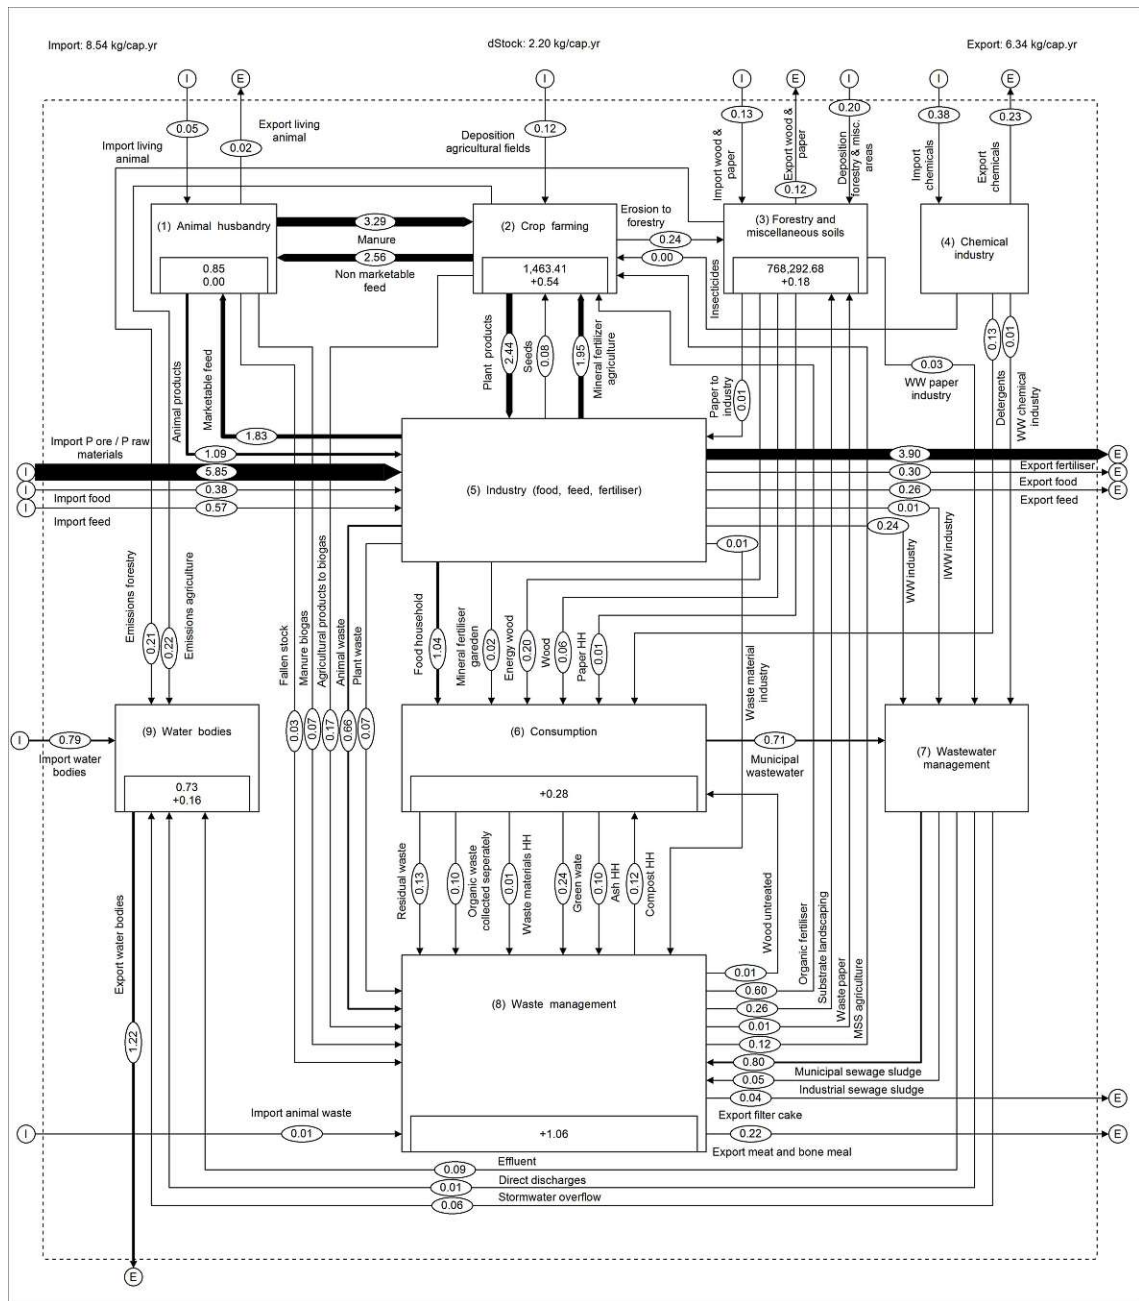 Import: 8.54 kg/cap.yr
dStock: 2.20 kg/cap.yr
Export: 6.34 kg/cap.yr
I
E
I
I
E
I
I
E
0.05
Import living
animal
0.02
Export living
animal
0.12
Deposition
agricultural fields
0.13
Import wood &
paper
0.12
Export wood &
paper
0.20
Deposition
forestry & misc.
areas
0.38
Import
chemicals
0.23
Export
chemicals
(1) Animal husbandry
0.85
0.00
3.29
Manure
2.56
Non marketable
feed
(2) Crop farming
1,463.41
+0.54
Erosion to
forestry
0.24
0.00
Insecticides
(3) Forestry and
miscellaneous soils
768,292.68
+0.18
(4) Chemical
industry
Animal products
Marketable feed
Plant products
2.44
Seeds
0.08
1.95
Mineral fertilizer
agriculture
Paper to
industry
0.01
0.03
WW paper
industry
0.13
Detergents
0.01
WW chemical
industry
1.83
1.09
Import P ore / P raw
materials
I
5.85
I
0.38
Import food
I
0.57
Import feed
(5) Industry (food, feed, fertiliser)
3.90
E
Export fertiliser
0.30
E
Export food
0.26
E
Export feed
0.01
IWW industry
0.24
WW industry
0.01
Waste material
industry
Emissions forestry
0.21
0.22
Emissions agriculture
Fallen stock
0.03
Manure biogas
0.07
Agricultural products to biogas
0.17
Animal waste
0.66
Plant waste
0.07
Food household
1.04
Mineral fertiliser
gareden
0.02
Energy wood
0.20
Wood
0.06
Paper HH
0.01
(9) Water bodies
0.73
+0.16
I
0.79
Import water
bodies
(6) Consumption
+0.28
0.71
Municipal
wastewater
(7) Wastewater
management
Residual waste
0.13
Organic waste
collected seperately
0.10
Waste materials HH
0.01
Green wate
0.24
Ash HH
0.10
Compost HH
0.12
Wood untreated
Organic fertiliser
Substrate landscaping
Waste paper
MSS agriculture
(8) Waste management
+1.06
0.01
0.60
0.26
0.01
0.12
0.80
Municipal sewage sludge
0.05
Industrial sewage sludge
0.04
E
Export filter cake
0.22
E
Export meat and bone meal
Export water bodies
1.22
E
I
Import animal waste
0.01
Effluent
0.09
Direct discharges
0.01
Stormwater overflow
0.06